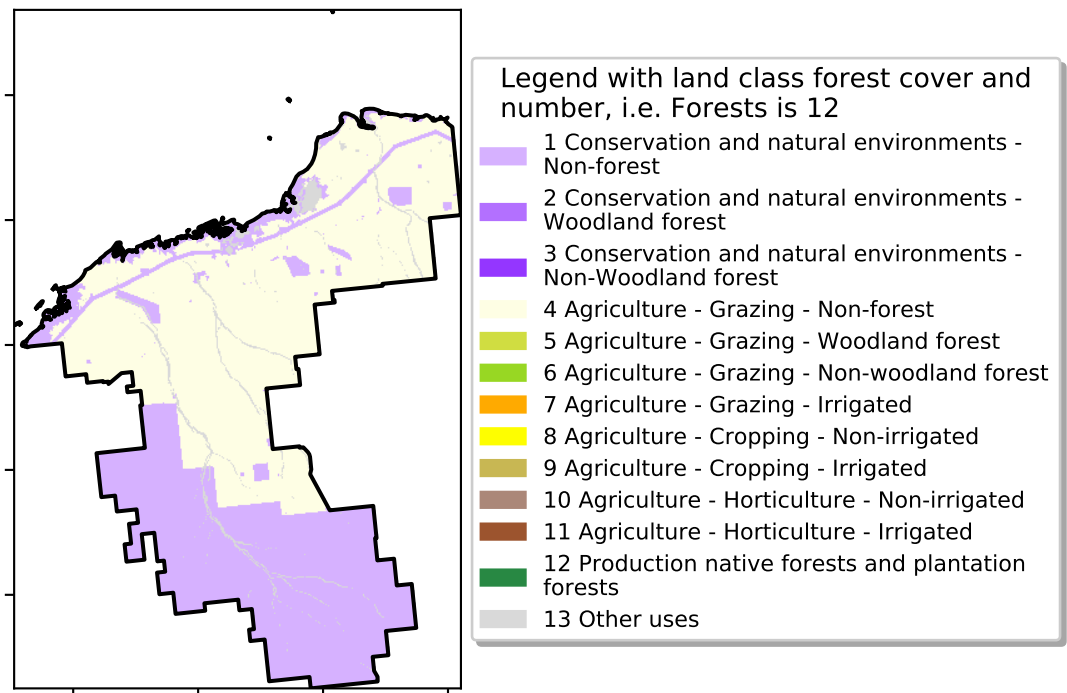 Legend with land class forest cover and
number, i.e. Forests is 12
1 Conservation and natural environments -
Non-forest
2 Conservation and natural environments -
Woodland forest
3 Conservation and natural environments -
Non-Woodland forest
4 Agriculture - Grazing - Non-forest
5 Agriculture - Grazing - Woodland forest
6 Agriculture - Grazing - Non-woodland forest
7 Agriculture - Grazing - Irrigated
8 Agriculture - Cropping - Non-irrigated
9 Agriculture - Cropping - Irrigated
10 Agriculture - Horticulture - Non-irrigated
11 Agriculture - Horticulture - Irrigated
12 Production native forests and plantation
forests
13 Other uses